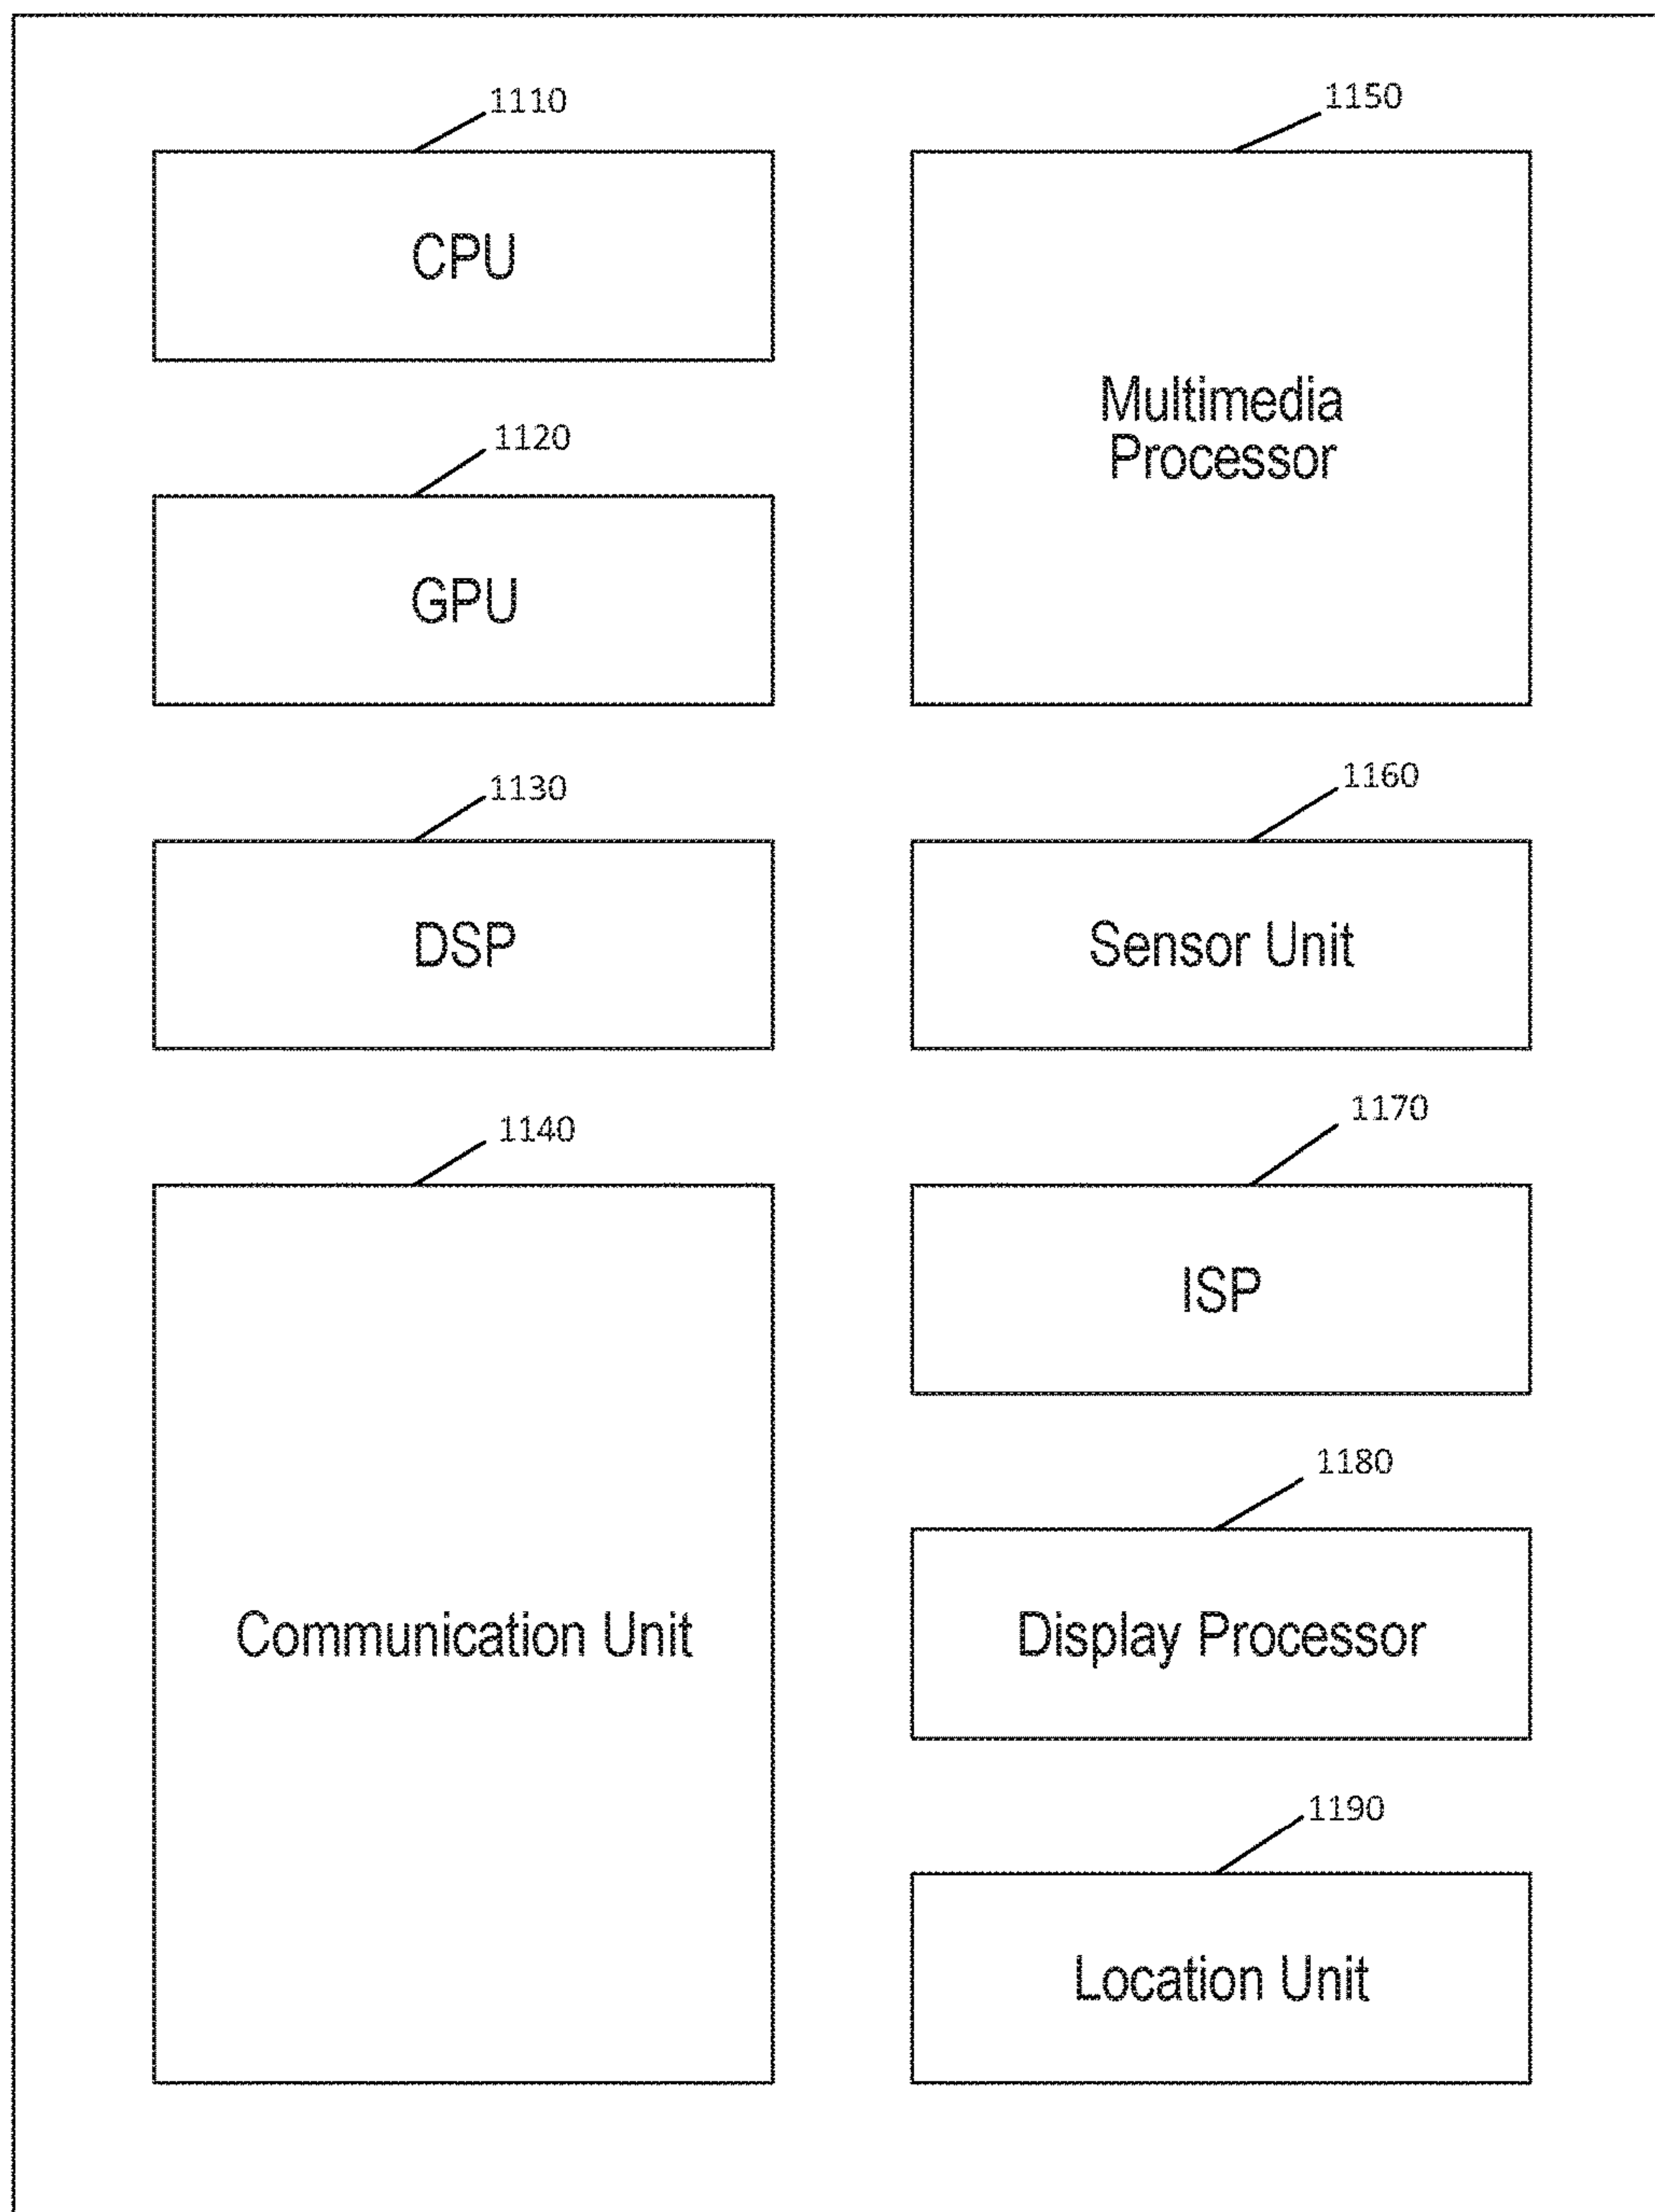 1110
CPU
1120
GPU
1130
DSP
1140
Communication Unit
1150
Multimedia
Processor
1160
Sensor Unit
1170
ISP
1180
Display Processor
1190
Location Unit